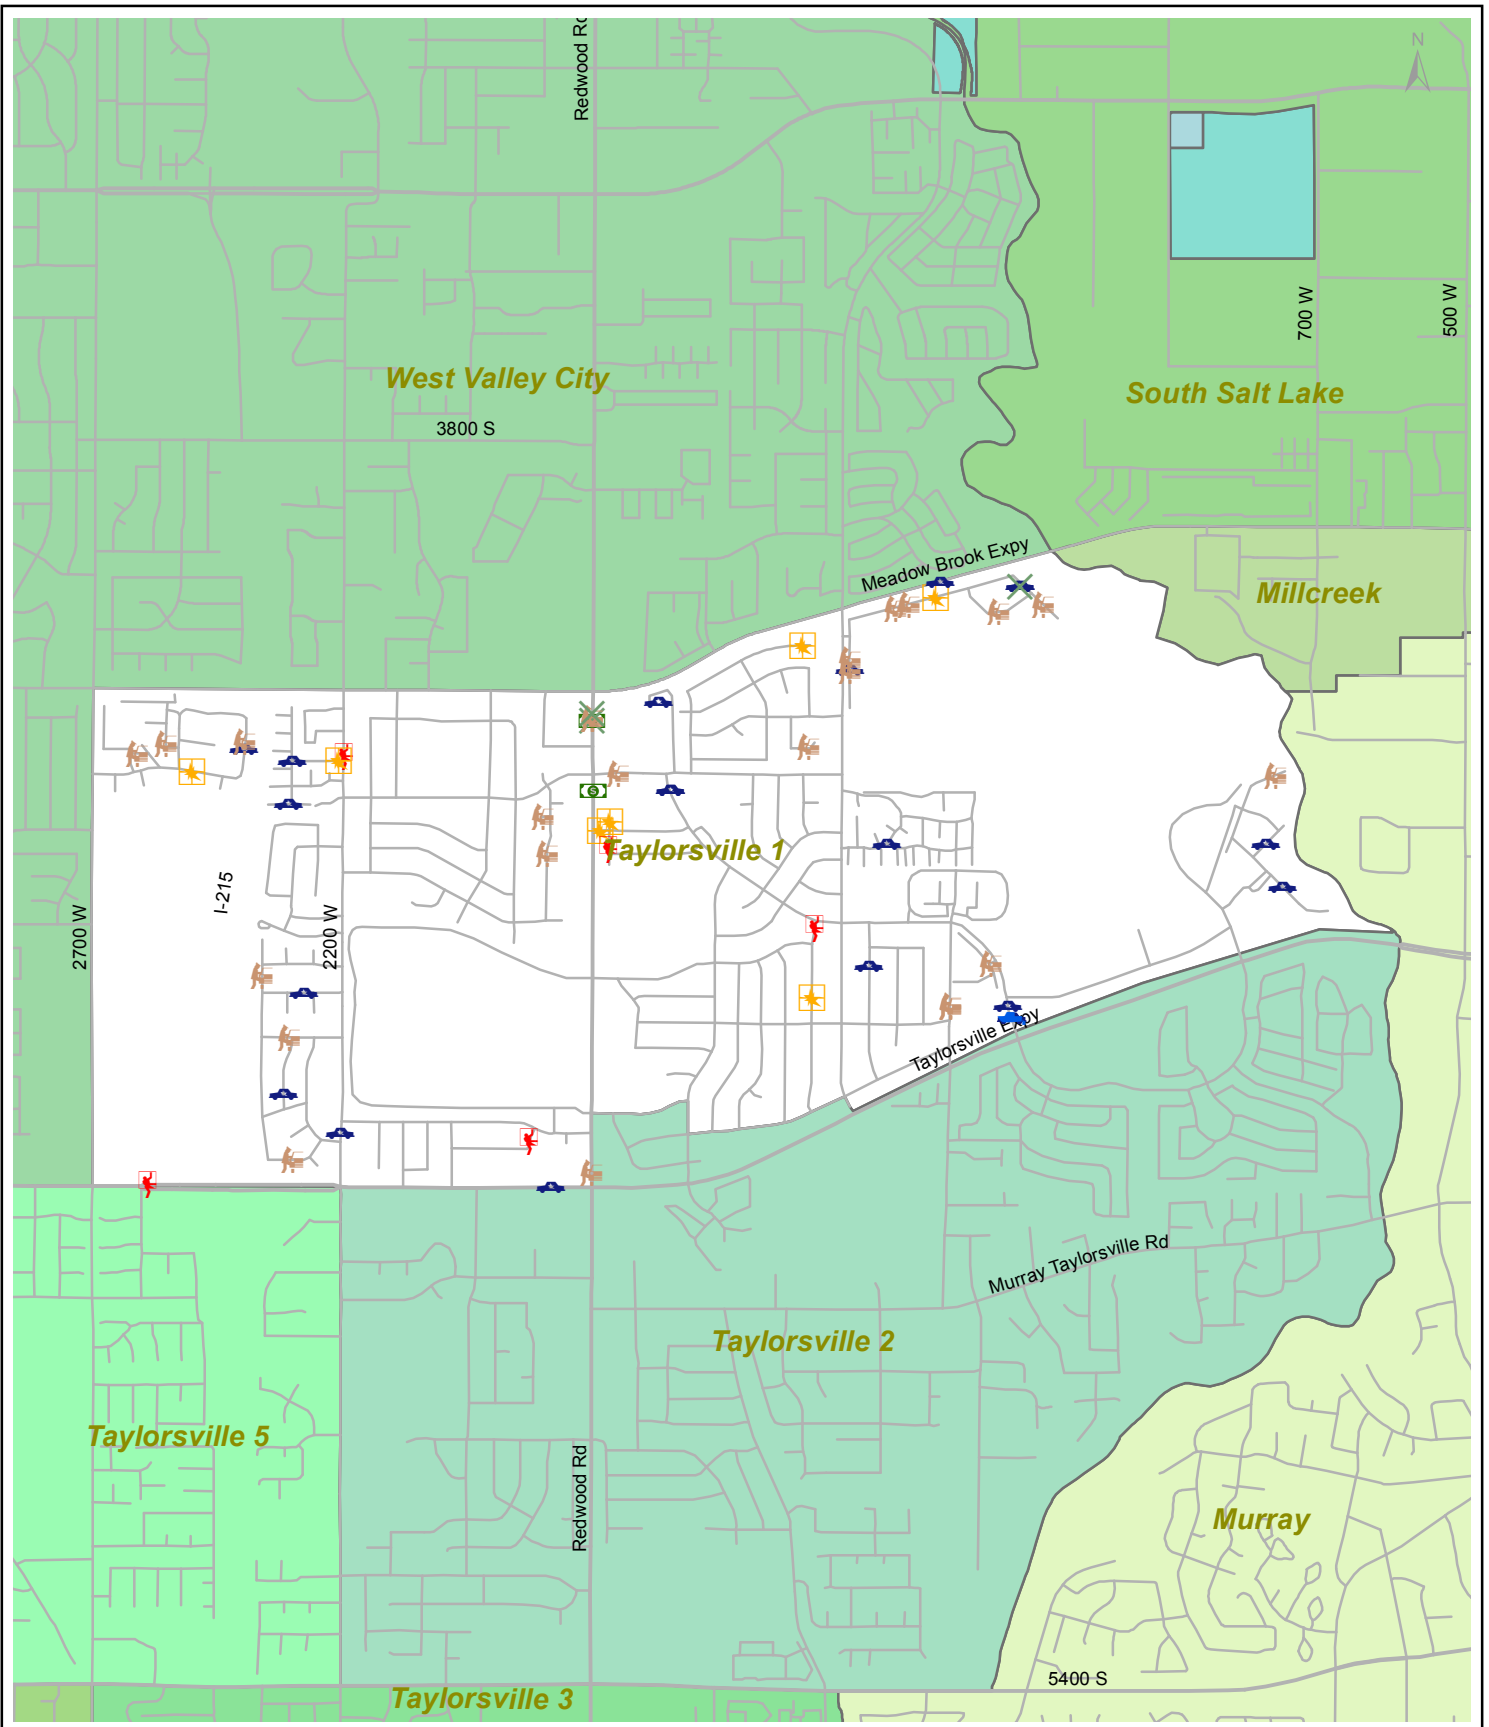 Redwood Rd
N
700 W
500 W
West Valley City
South Salt Lake
3800 S
Meadow Brook Expy
Millcreek
Taylorsville 1
I-215
2700 W
2200 W
Taylorsville Expy
Murray Taylorsville Rd
Taylorsville 2
Taylorsville 5
Redwood Rd
Murray
5400 S
Taylorsville 3